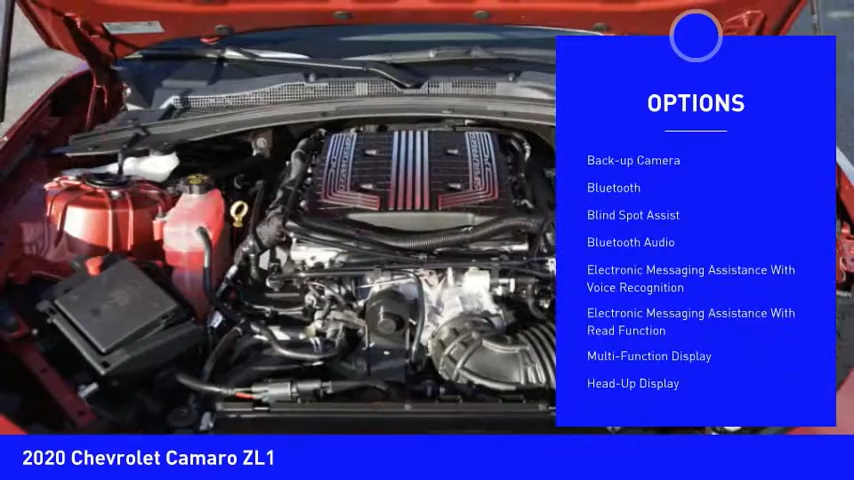 OPTIONS
Back-up Camera
Bluetooth
Blind Spot Assist
Bluetooth Audio
Electronic Messaging Assistance With
Voice Recognition
Electronic Messaging Assistance With
Read Function
Multi-Function Display
Head-Up Display
2020 Chevrolet Camaro ZL1